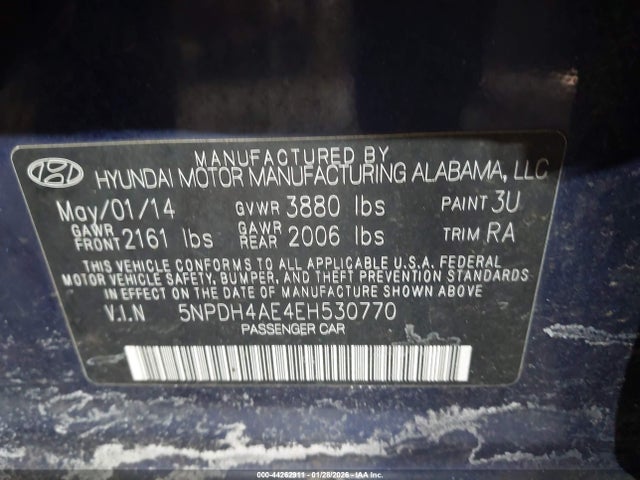 MANUFACTURED BY
HYUNDAI MOTOR MANUFACTURING ALABAMA, LLC
May/01/14 GVWR 3880 lbs PAINT 3U
GAWR FRONT 2161 lbs GAWR REAR 2006 lbs TRIM RA
THIS VEHICLE CONFORMS TO ALL APPLICABLE U.S.A. FEDERAL
MOTOR VEHICLE SAFETY, BUMPER, AND THEFT PREVENTION STANDARDS
IN EFFECT ON THE DATE OF MANUFACTURE SHOWN ABOVE
V.I.N 5NPDH4AE4EH530770
PASSENGER CAR
000-44262911 - 01/28/2026 - IAA Inc.